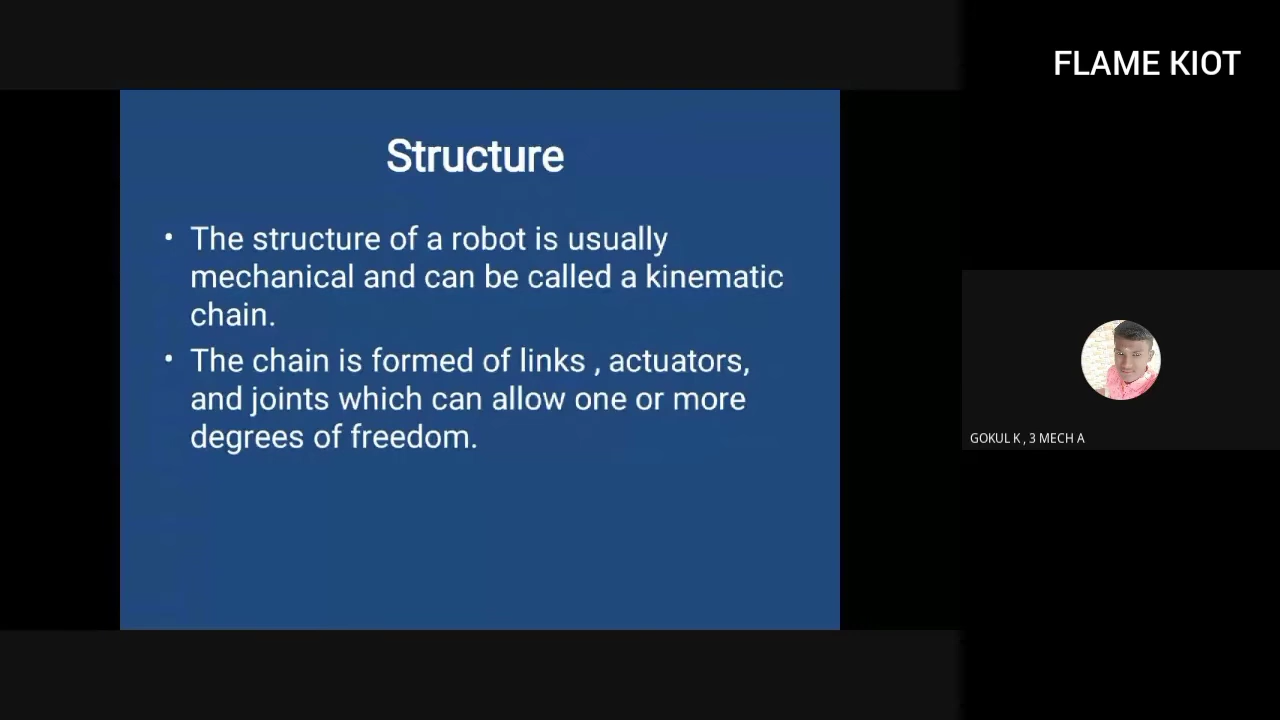 FLAME KIOT
Structure
• The structure of a robot is usually
mechanical and can be called a kinematic
chain.
• The chain is formed of links , actuators,
and joints which can allow one or more
degrees of freedom.
GOKUL K , 3 MECH A